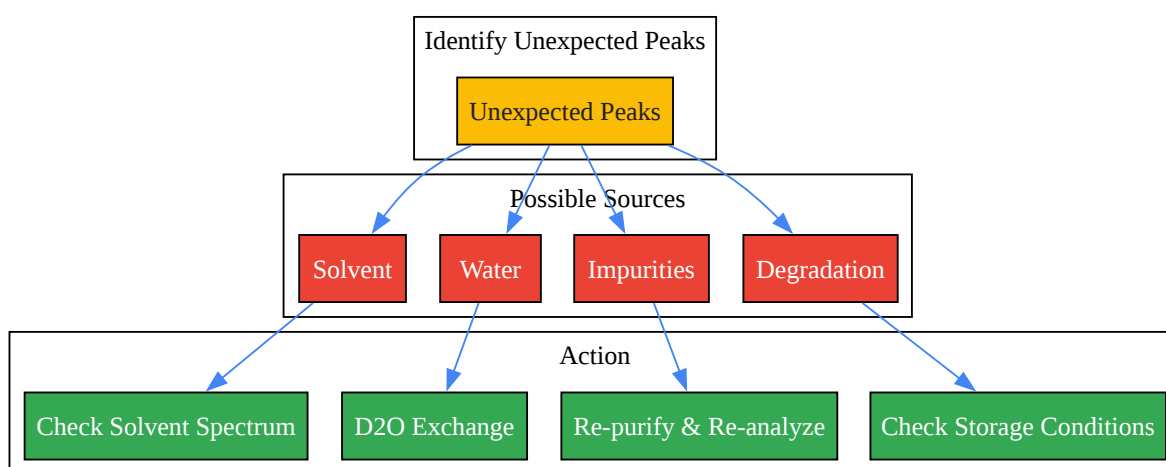 Identify Unexpected Peaks
Unexpected Peaks
Possible Sources
Solvent
Water
Impurities
Degradation
Action
Check Solvent Spectrum
D2O Exchange
Re-purify & Re-analyze
Check Storage Conditions